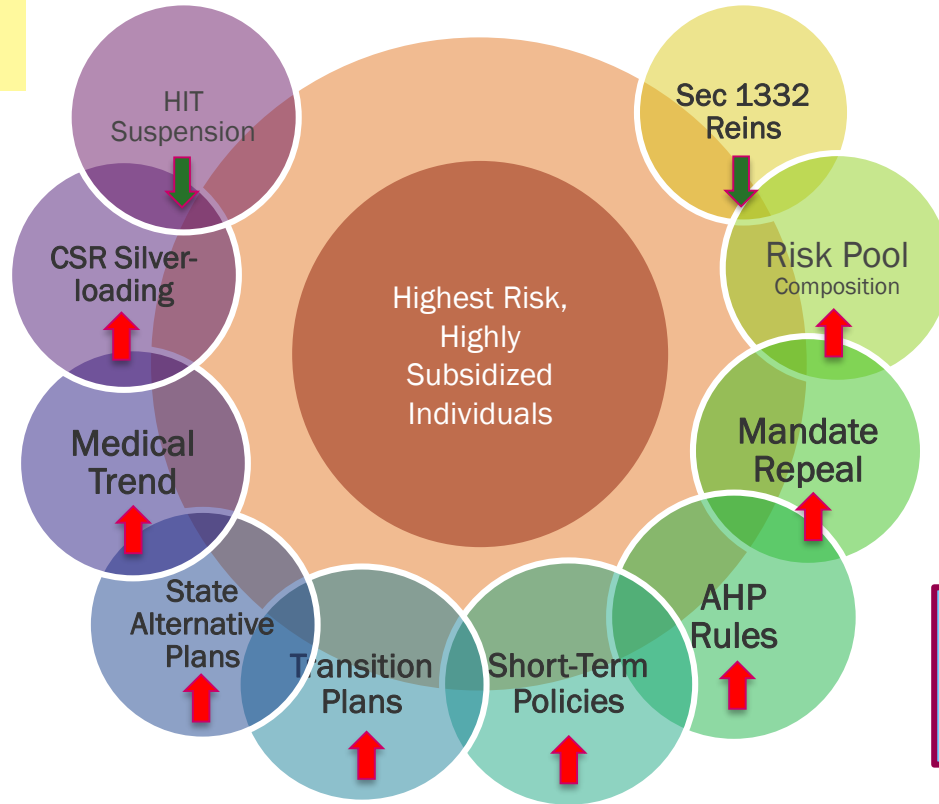 HIT
Suspension
Sec 1332
Reins
CSR Silver-
loading
Risk Pool
Composition
Highest Risk,
Highly
Subsidized
Individuals
Medical
Trend
Mandate
Repeal
State
Alternative
Plans
AHP
Rules
Transition
Plans
Short-Term
Policies